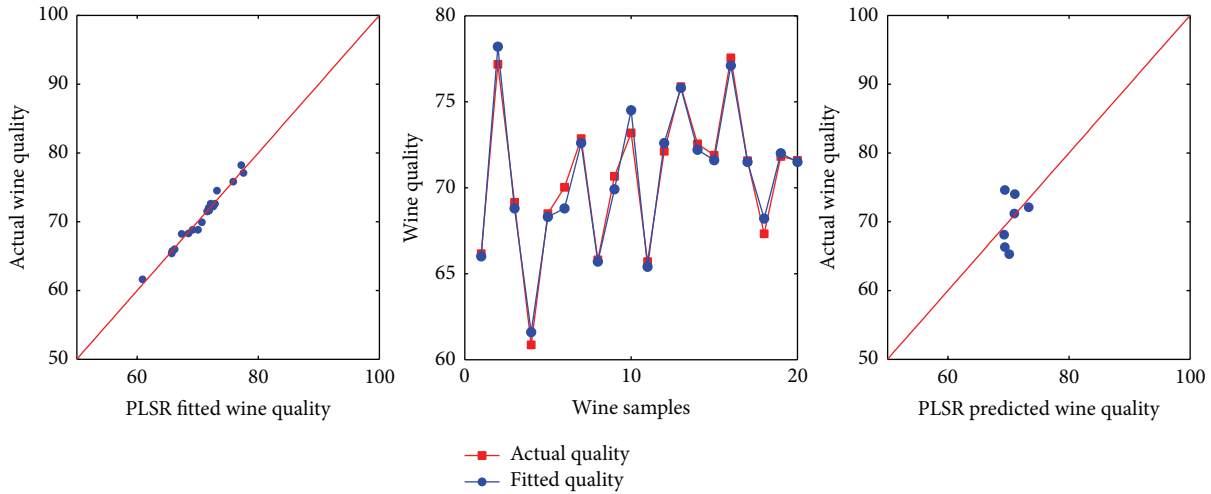 100
90
80
70
60
50
Actual wine quality
60 80 100
PLSR fitted wine quality
80
75
70
65
60
Wine quality
0 10 20
Wine samples
Actual quality
Fitted quality
100
90
80
70
60
50
Actual wine quality
60 80 100
PLSR predicted wine quality